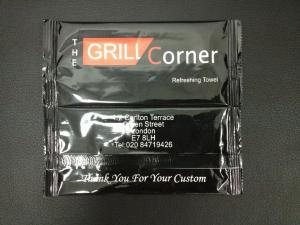 THE GRILL Corner
Refreshing Towel
Carlton Terrace
Green Street
London
E7 8LH
Tel:020 84719426
Thank You For Your Custom